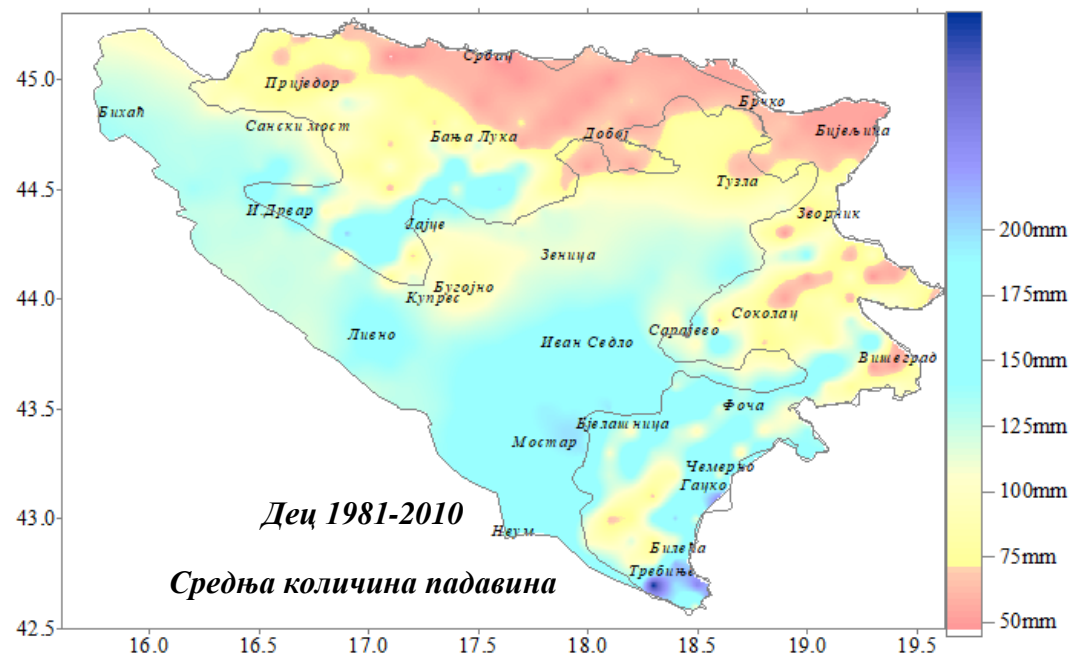 45.0
44.5
44.0
43.5
43.0
42.5
16.0 16.5 17.0 17.5 18.0 18.5 19.0 19.5
Србац
Приједор
Брчко
Бихаћ
Сански мост
Бања Лука
Добој
Бијељина
Тузла
И.Дрвар
Јајце
Зворник
Зеница
Бугојно
Купрес
Соколац
Сарајево
Ливно
Иван Седло
Вишеград
Фоча
Бјелашница
Мостар
Чемерно
Гацко
Неум
Билећа
Требиње
Дец 1981-2010
Средња количина падавина
200mm
175mm
150mm
125mm
100mm
75mm
50mm